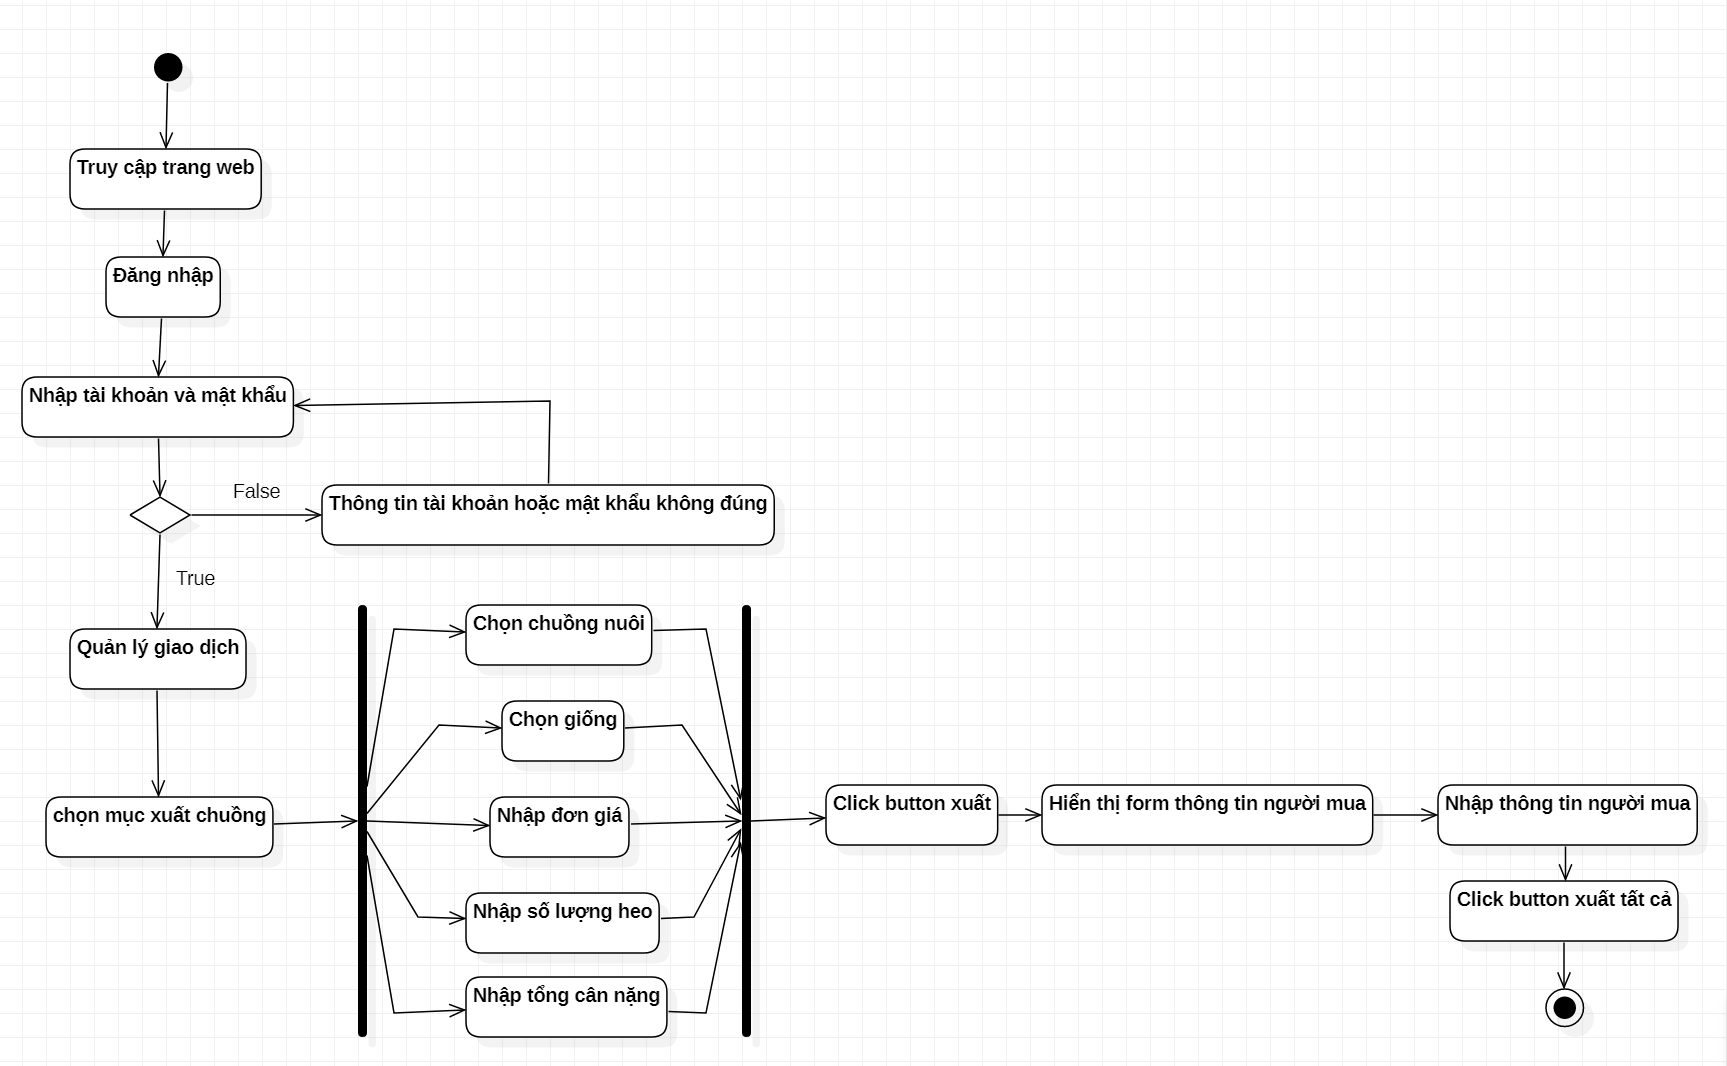 Truy cập trang web
Đăng nhập
Nhập tài khoản và mật khẩu
False
Thông tin tài khoản hoặc mật khẩu không đúng
True
Quản lý giao dịch
chọn mục xuất chuồng
Chọn chuồng nuôi
Chọn giống
Nhập đơn giá
Nhập số lượng heo
Nhập tổng cân nặng
Click button xuất
Hiển thị form thông tin người mua
Nhập thông tin người mua
Click button xuất tất cả